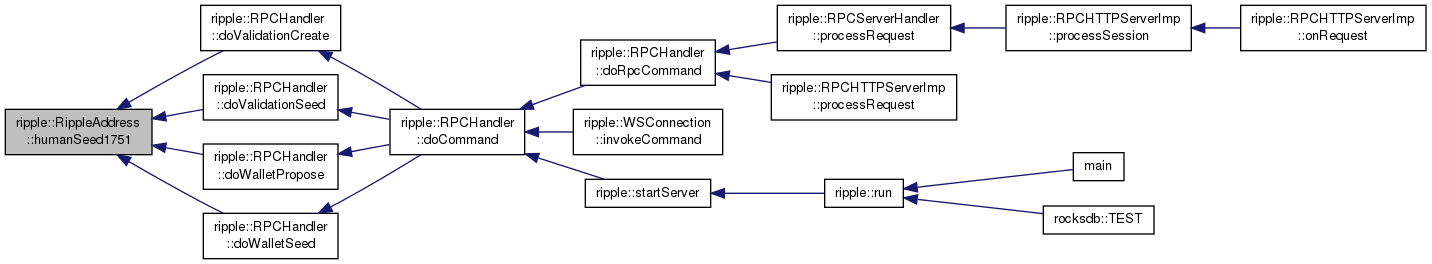 ripple::RippleAddress
::humanSeed1751
ripple::RPCHandler
::doValidationCreate
ripple::RPCHandler
::doValidationSeed
ripple::RPCHandler
::doWalletPropose
ripple::RPCHandler
::doWalletSeed
ripple::RPCHandler
::doCommand
ripple::RPCHandler
::doRpcCommand
ripple::WSConnection
::invokeCommand
ripple::startServer
ripple::RPCServerHandler
::processRequest
ripple::RPCHTTPServerImp
::processRequest
ripple::run
ripple::RPCHTTPServerImp
::processSession
main
rocksdb::TEST
ripple::RPCHTTPServerImp
::onRequest